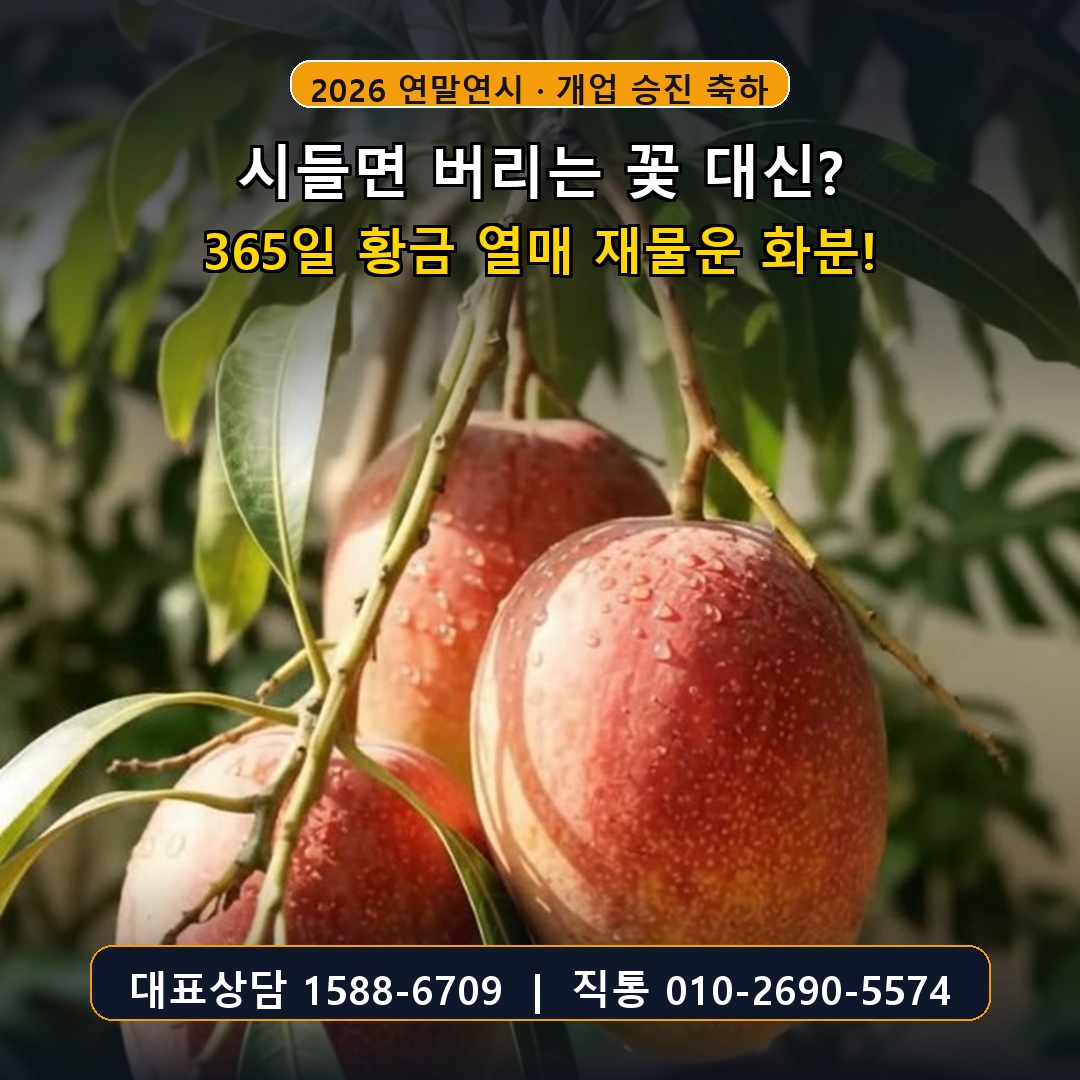 2026 연말연시 · 개업 승진 축하
시들면 버리는 꽃 대신?
365일 황금 열매 재물운 화분!
대표상담 1588-6709 | 직통 010-2690-5574